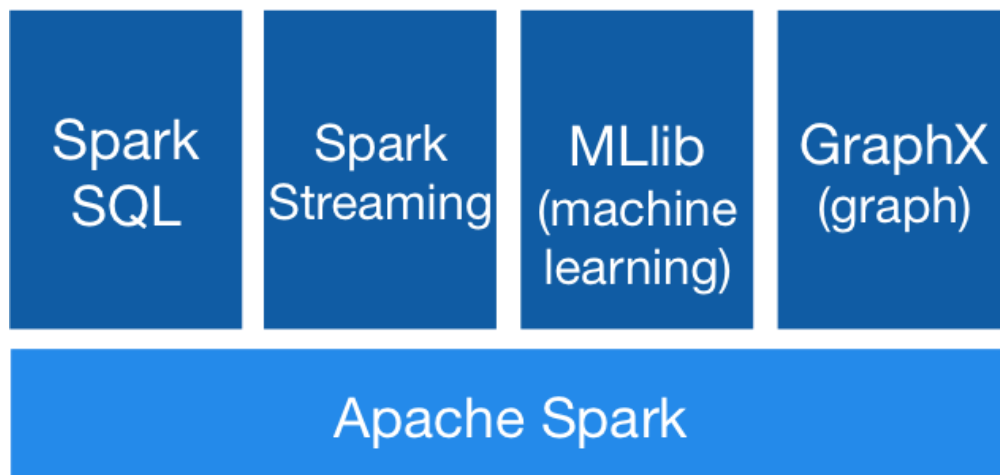 Spark
SQL
Spark
Streaming
MLlib
(machine
learning)
GraphX
(graph)
Apache Spark